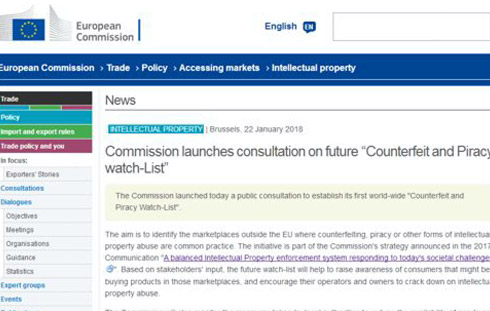 European
Commission
English EN
European Commission > Trade > Policy > Accessing markets > Intellectual property
Trade
Policy
Import and export rules
Trade policy and you
In focus:
Exporters' Stories
Consultations
Dialogues
Objectives
Meetings
Organisations
Guidance
Statistics
Expert groups
Events
News
INTELLECTUAL PROPERTY | Brussels, 22 January 2018
Commission launches consultation on future “Counterfeit and Piracy
watch-List”
The Commission launched today a public consultation to establish its first world-wide "Counterfeit and
Piracy Watch-List".
The aim is to identify the marketplaces outside the EU where counterfeiting, piracy or other forms of intellectua
property abuse are common practice. The initiative is part of the Commission's strategy announced in the 2017
Communication "A balanced Intellectual Property enforcement system responding to today's societal challenge
". Based on stakeholders' input, the future watch-list will help to raise awareness of consumers that might be
buying products in those marketplaces, and encourage their operators and owners to crack down on intellectu
property abuse.